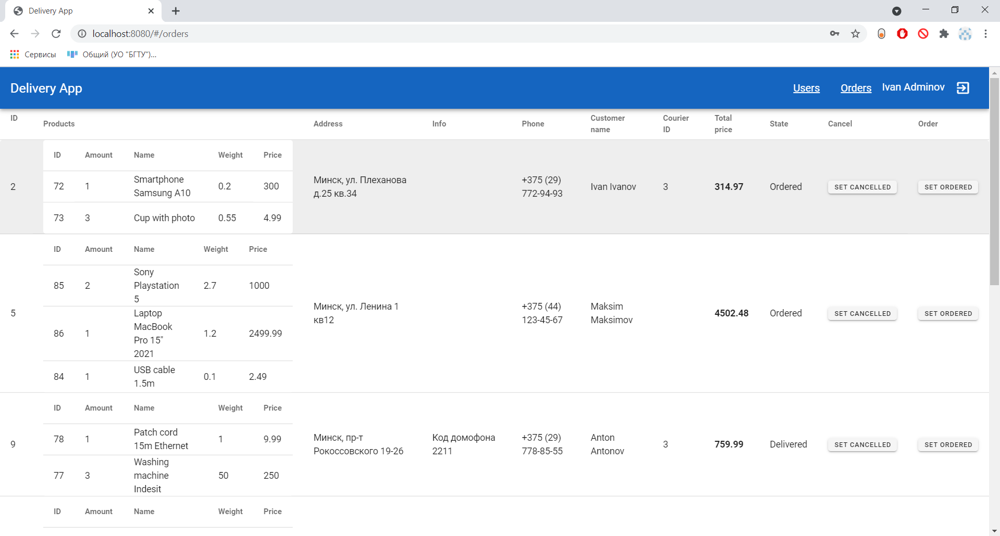 Delivery App
localhost:8080/#/orders
Сервисы Общий (УО "БГТУ")...
Delivery App Users Orders Ivan Adminov
ID Products Address Info Phone Customer name Courier ID Total price State Cancel Order
ID Amount Name Weight Price
2
72 1 Smartphone Samsung A10 0.2 300
73 3 Cup with photo 0.55 4.99
Минск, ул. Плеханова
д.25 кв.34
+375 (29)
772-94-93
Ivan Ivanov 3 314.97 Ordered SET CANCELLED SET ORDERED
ID Amount Name Weight Price
5
85 2 Sony Playstation 5 2.7 1000
86 1 Laptop MacBook Pro 15" 2021 1.2 2499.99
84 1 USB cable 1.5m 0.1 2.49
Минск, ул. Ленина 1
кв12
+375 (44)
123-45-67
Maksim
Maksimov
4502.48 Ordered SET CANCELLED SET ORDERED
ID Amount Name Weight Price
9
78 1 Patch cord 15m Ethernet 1 9.99
77 3 Washing machine Indesit 50 250
Минск, пр-т
Рокоссовского 19-26
Код домофона
2211
+375 (29)
778-85-55
Anton
Antonov
3 759.99 Delivered SET CANCELLED SET ORDERED
ID Amount Name Weight Price